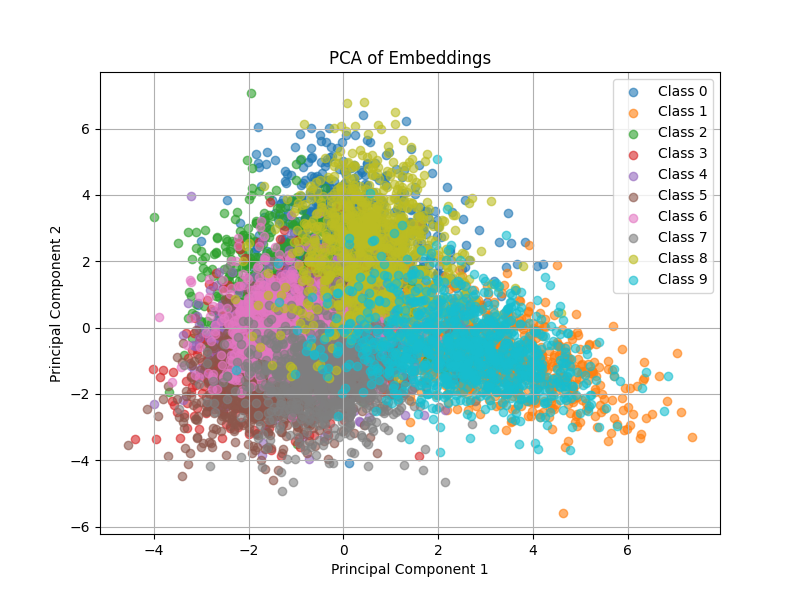 PCA of Embeddings
Class 0
Class 1
Class 2
Class 3
Class 4
Class 5
Class 6
Class 7
Class 8
Class 9
6
4
2
0
−2
−4
−6
Principal Component 2
−4
−2
0
2
4
6
Principal Component 1